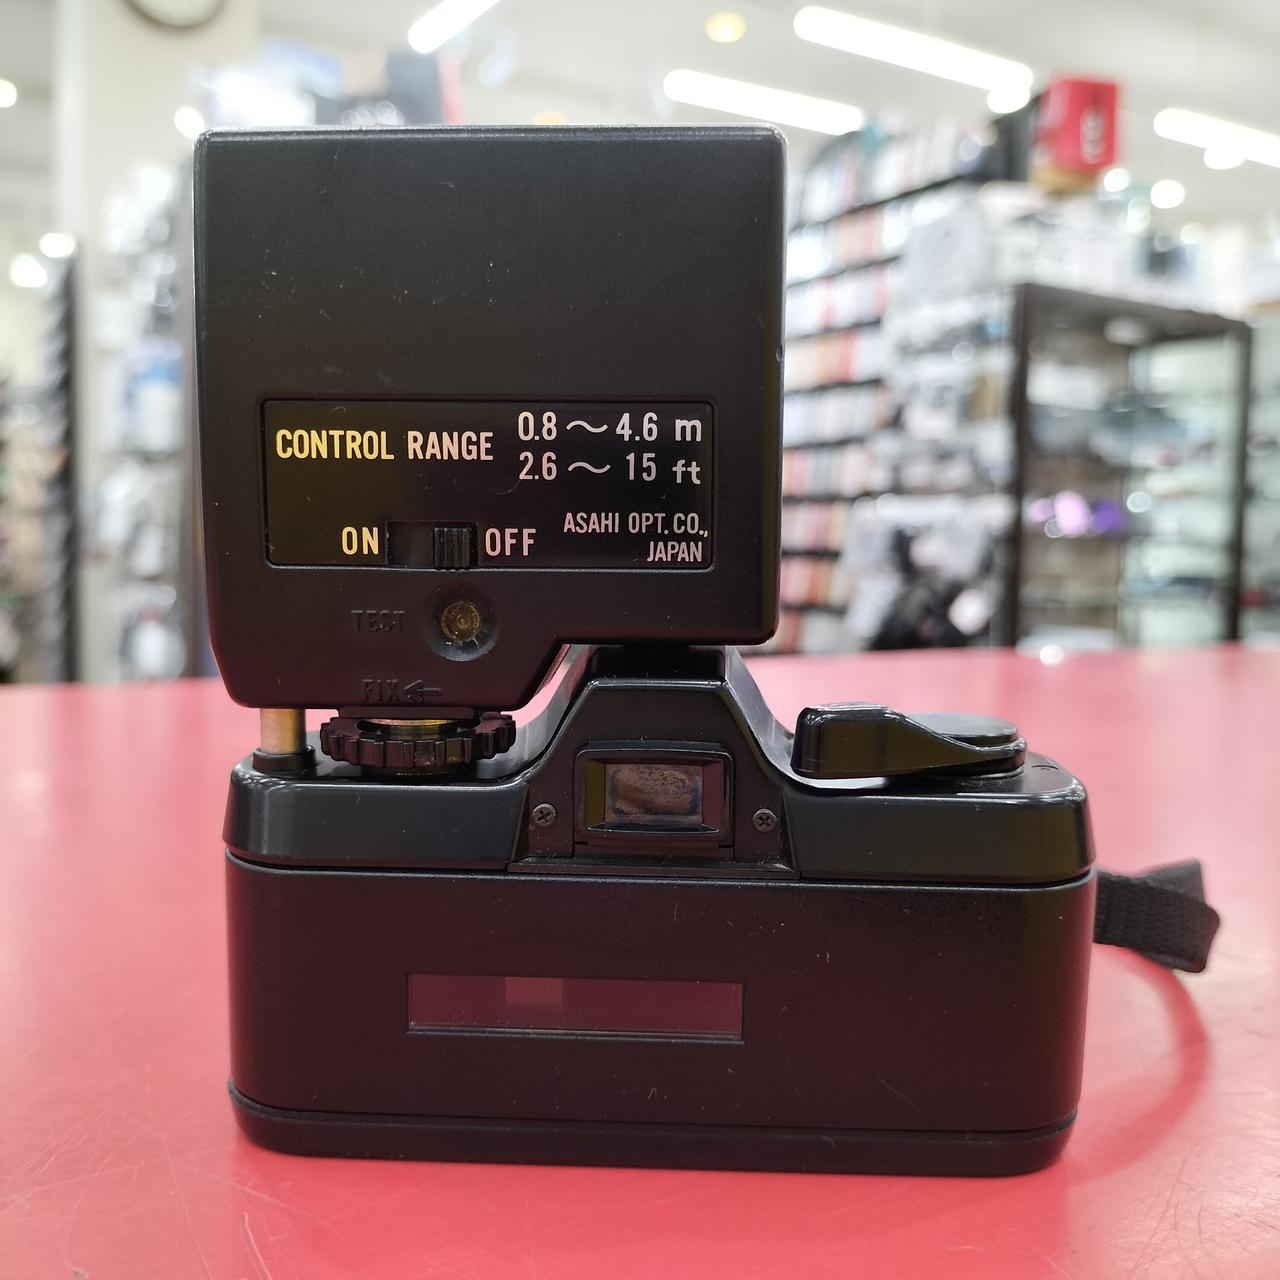 CONTROL RANGE 0.8～4.6 m
2.6～15 ft
ON OFF
ASAHI OPT. CO.,
JAPAN
TEST
FIX←